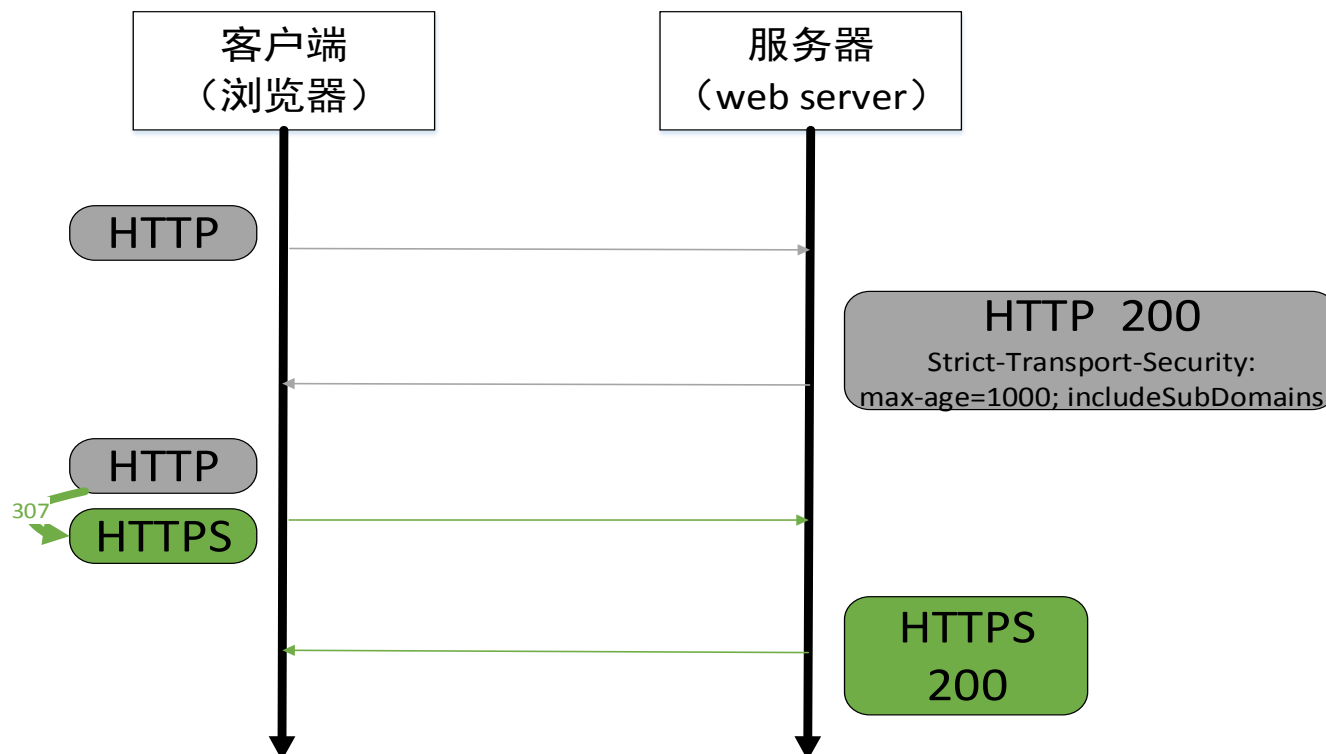 客户端
（浏览器）
服务器
（web server）
HTTP
HTTP 200
Strict-Transport-Security:
max-age=1000; includeSubDomains
HTTP
307
HTTPS
HTTPS
200